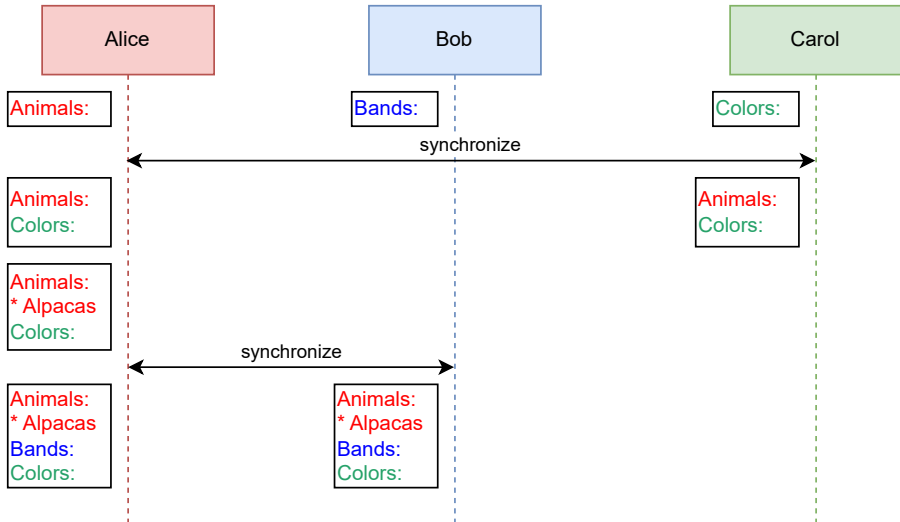 Alice
Bob
Carol
Animals:
Bands:
Colors:
synchronize
Animals:
Colors:
Animals:
Colors:
Animals:
* Alpacas
Colors:
synchronize
Animals:
* Alpacas
Bands:
Colors:
Animals:
* Alpacas
Bands:
Colors: